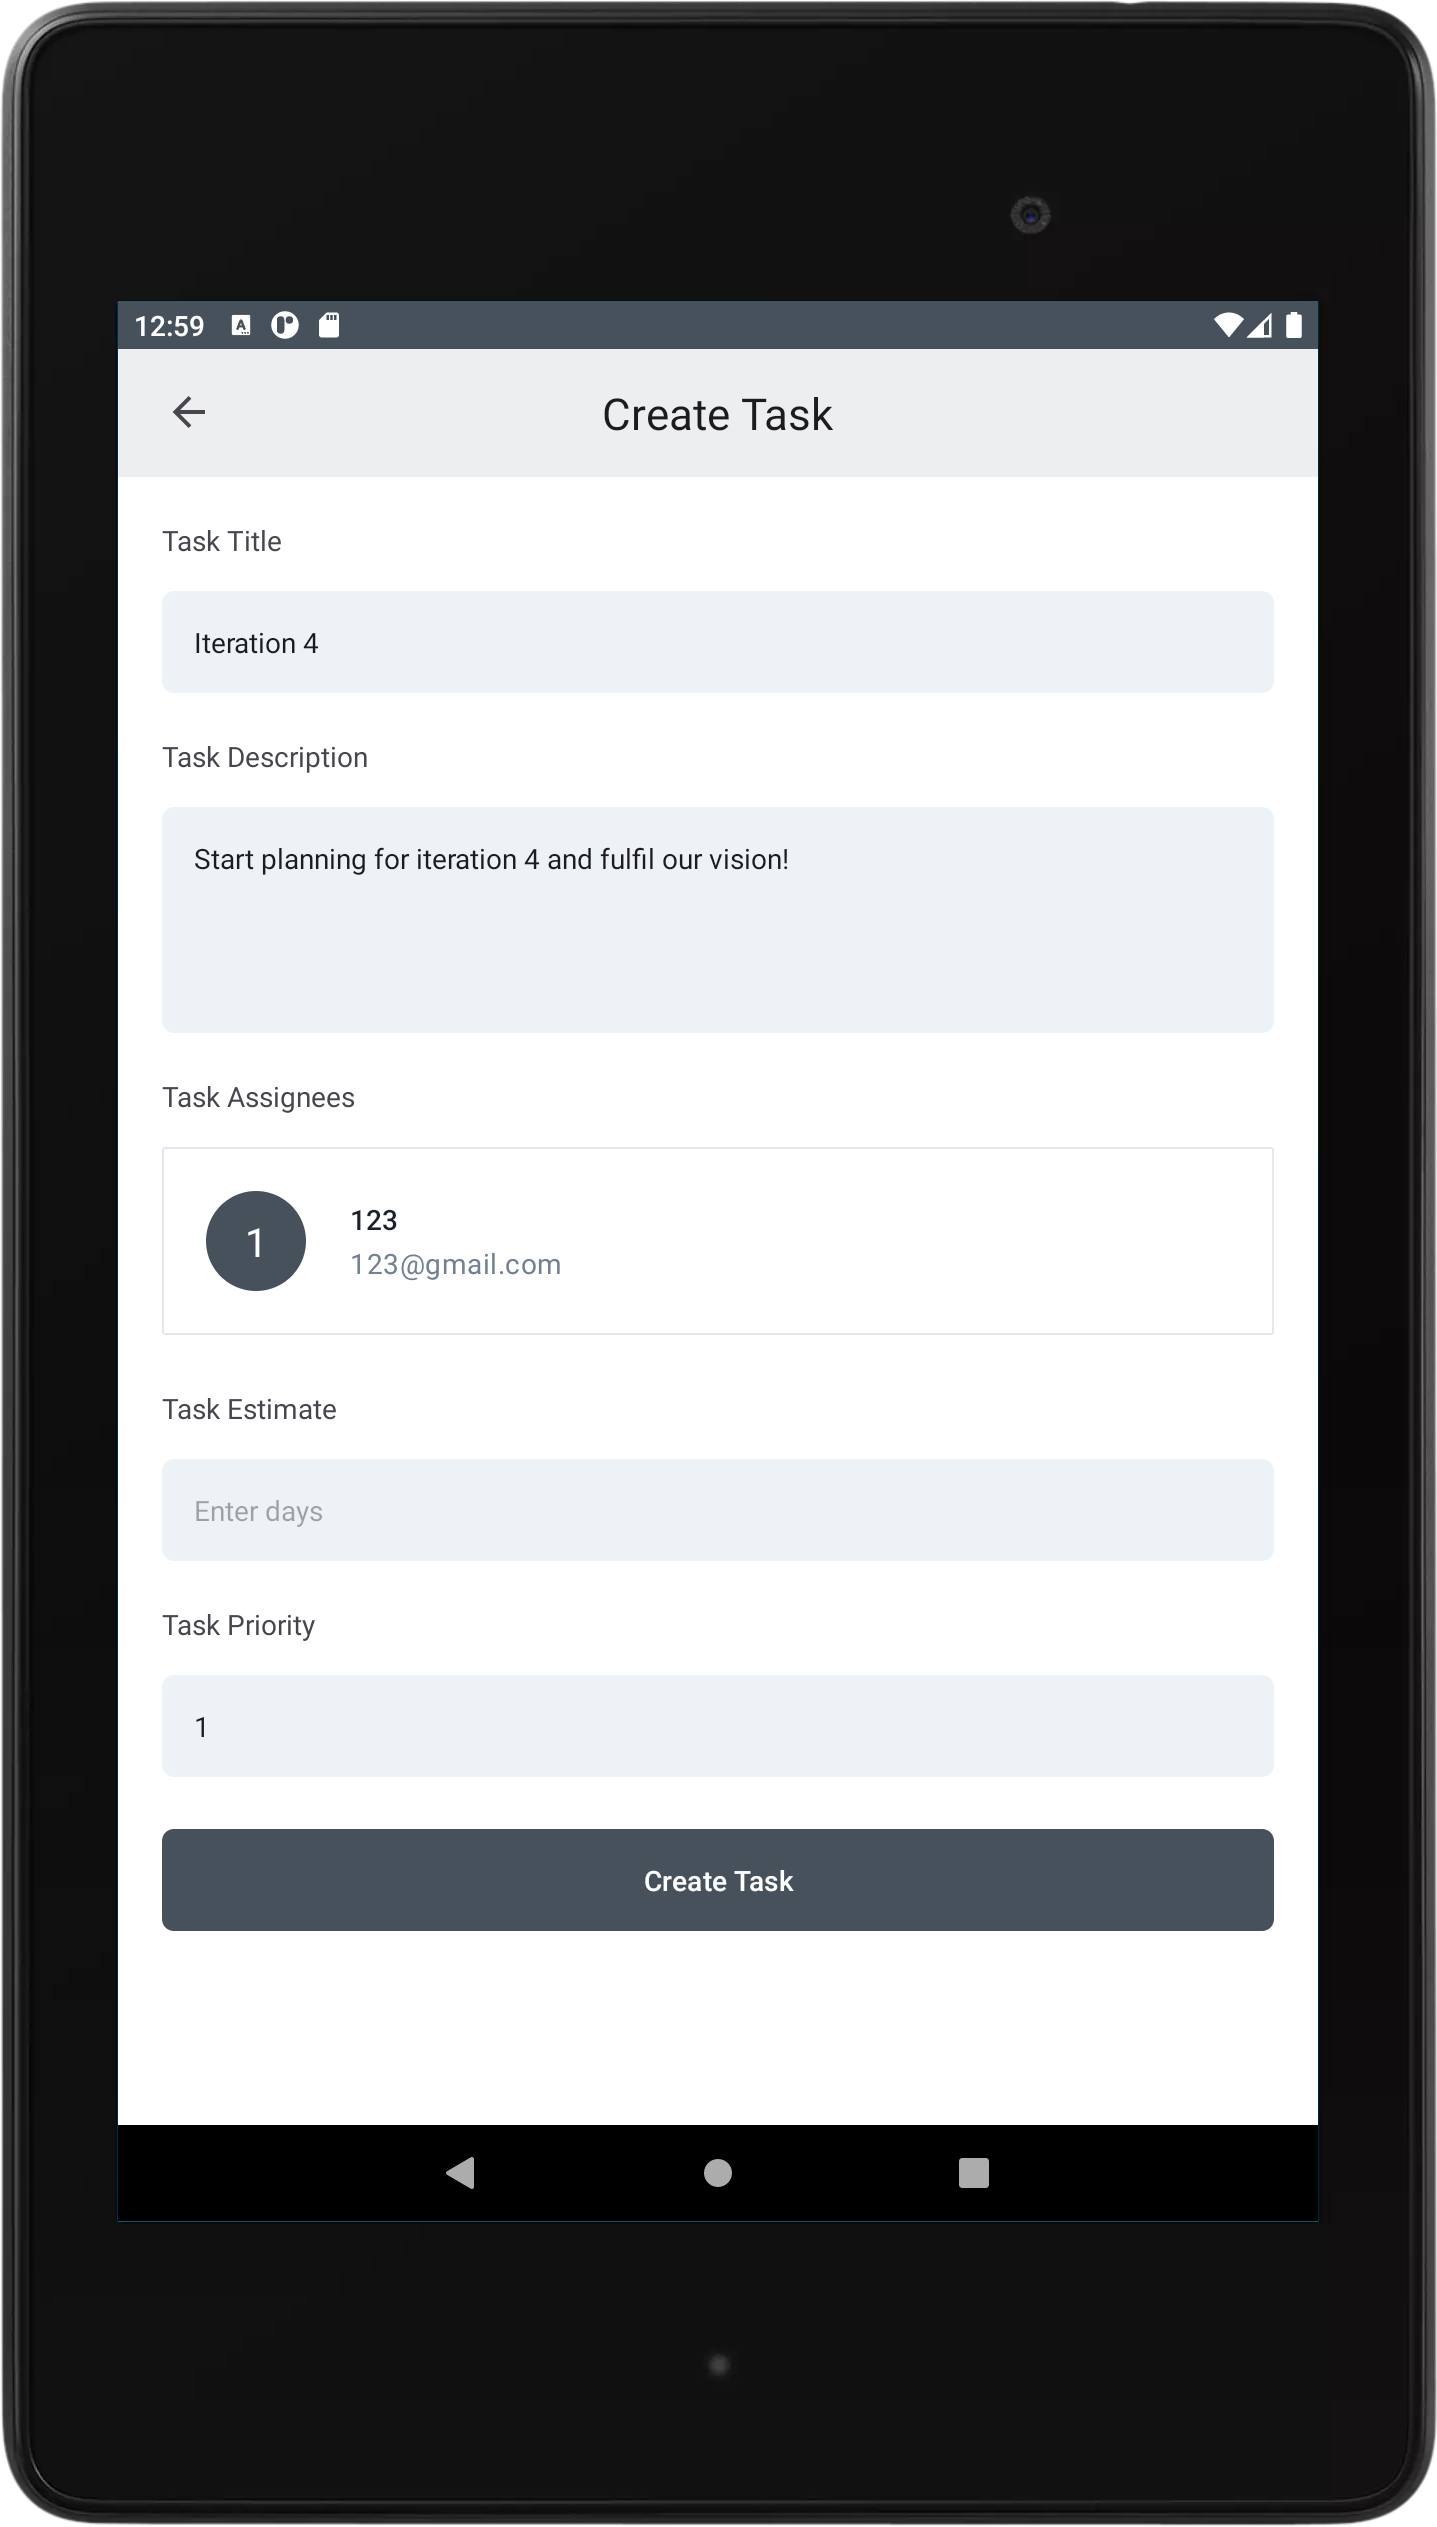 12:59
Create Task
Task Title
Iteration 4
Task Description
Start planning for iteration 4 and fulfil our vision!
Task Assignees
1
123
123@gmail.com
Task Estimate
Enter days
Task Priority
1
Create Task